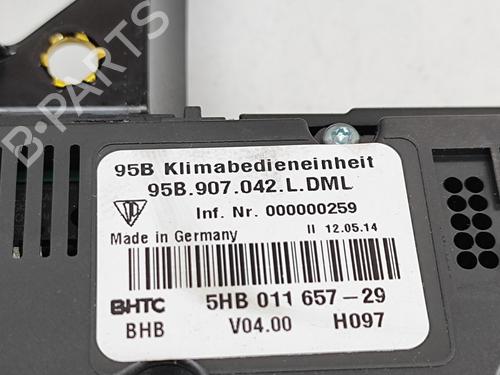 B-PARTS
95B Klimabedieneinheit
95B.907.042.L.DML
Inf. Nr. 000000259
Made in Germany II 12.05.14
BHTC 5HB 011 657-29
BHB V04.00 H097